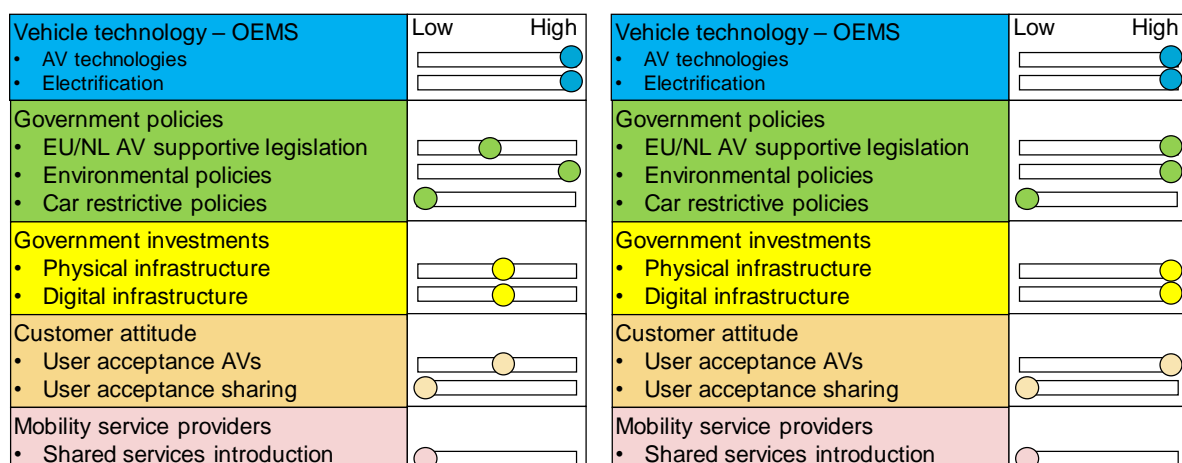 Vehicle technology – OEMS
Low High
• AV technologies
• Electrification
Government policies
• EU/NL AV supportive legislation
• Environmental policies
• Car restrictive policies
Government investments
• Physical infrastructure
• Digital infrastructure
Customer attitude
• User acceptance AVs
• User acceptance sharing
Mobility service providers
• Shared services introduction
Vehicle technology – OEMS
Low High
• AV technologies
• Electrification
Government policies
• EU/NL AV supportive legislation
• Environmental policies
• Car restrictive policies
Government investments
• Physical infrastructure
• Digital infrastructure
Customer attitude
• User acceptance AVs
• User acceptance sharing
Mobility service providers
• Shared services introduction